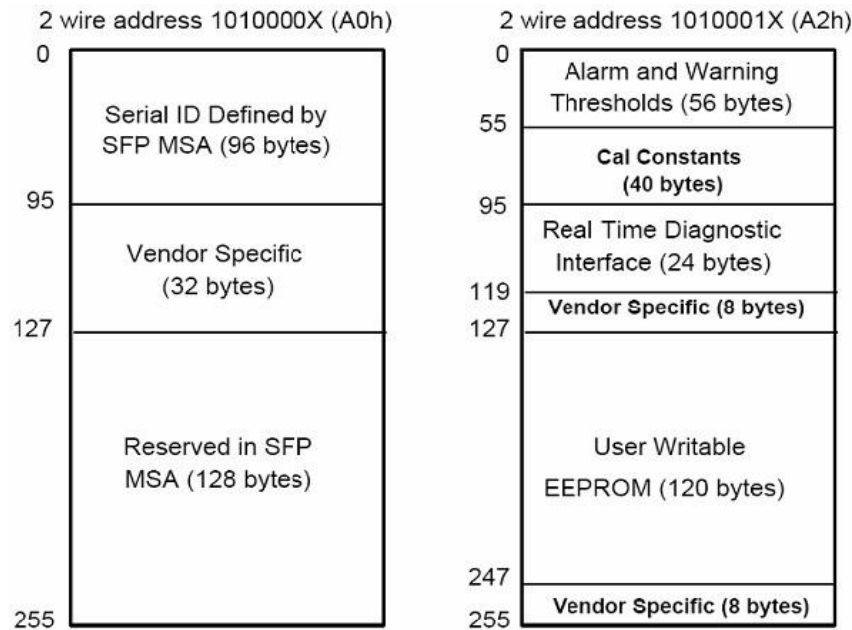 2 wire address 1010000X (A0h)
0
Serial ID Defined by
SFP MSA (96 bytes)
95
Vendor Specific
(32 bytes)
127
Reserved in SFP
MSA (128 bytes)
255
2 wire address 1010001X (A2h)
0
Alarm and Warning
Thresholds (56 bytes)
55
Cal Constants
(40 bytes)
95
Real Time Diagnostic
Interface (24 bytes)
119
Vendor Specific (8 bytes)
127
User Writable
EEPROM (120 bytes)
247
Vendor Specific (8 bytes)
255